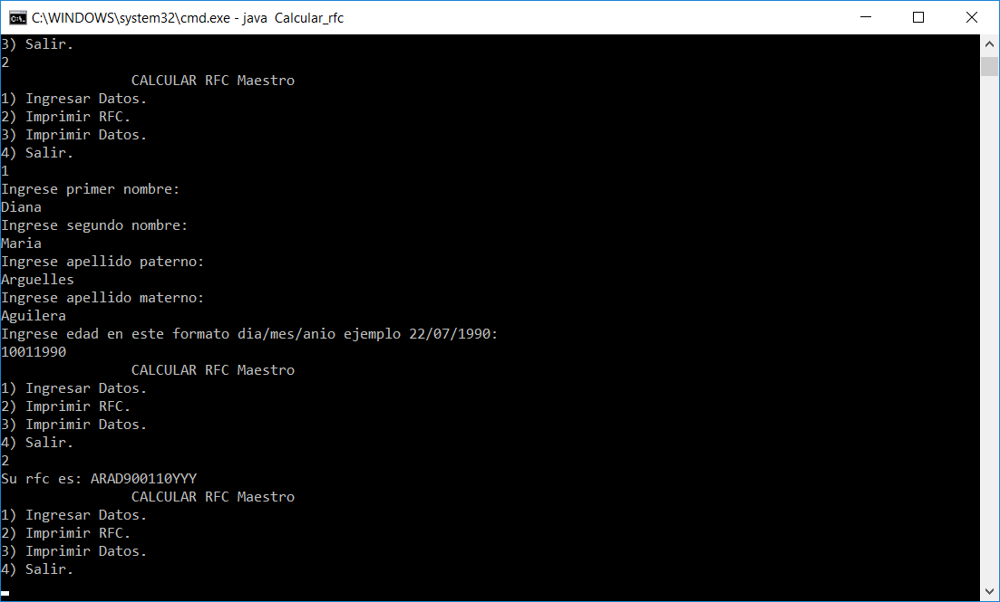 C:\WINDOWS\system32\cmd.exe - java  Calcular_rfc
3) Salir.
2
CALCULAR RFC Maestro
1) Ingresar Datos.
2) Imprimir RFC.
3) Imprimir Datos.
4) Salir.
1
Ingrese primer nombre:
Diana
Ingrese segundo nombre:
Maria
Ingrese apellido paterno:
Arguelles
Ingrese apellido materno:
Aguilera
Ingrese edad en este formato dia/mes/anio ejemplo 22/07/1990:
10011990
CALCULAR RFC Maestro
1) Ingresar Datos.
2) Imprimir RFC.
3) Imprimir Datos.
4) Salir.
2
Su rfc es: ARAD900110YYY
CALCULAR RFC Maestro
1) Ingresar Datos.
2) Imprimir RFC.
3) Imprimir Datos.
4) Salir.